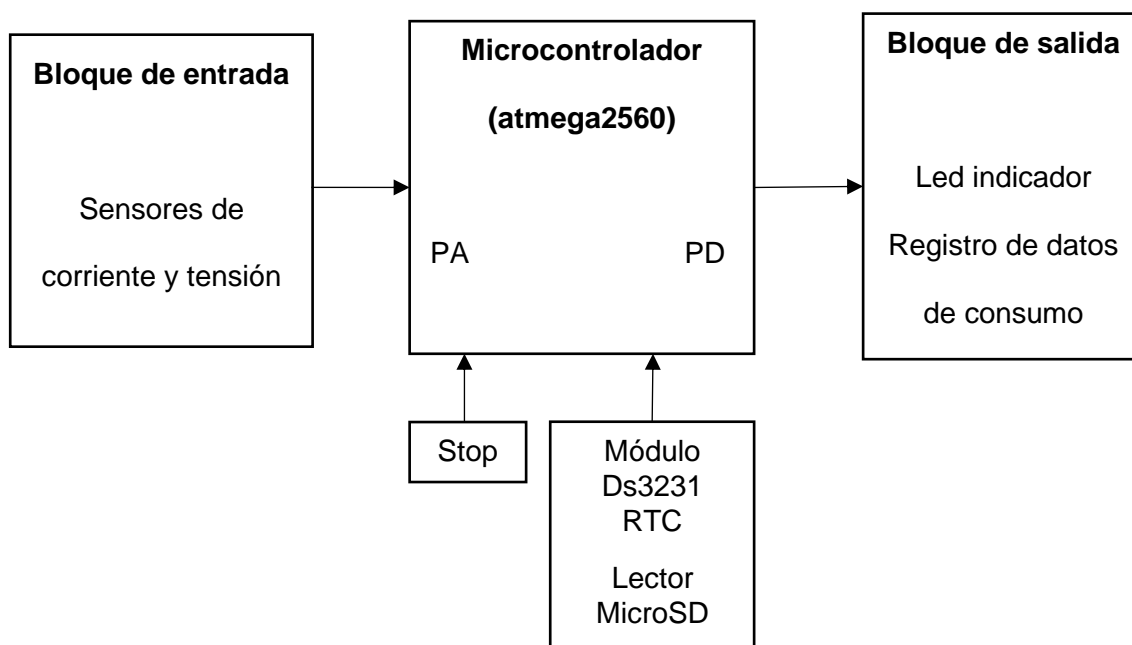 Bloque de entrada
Sensores de
corriente y tensión
Microcontrolador
(atmega2560)
PA
PD
Bloque de salida
Led indicador
Registro de datos
de consumo
Stop
Módulo
Ds3231
RTC
Lector
MicroSD